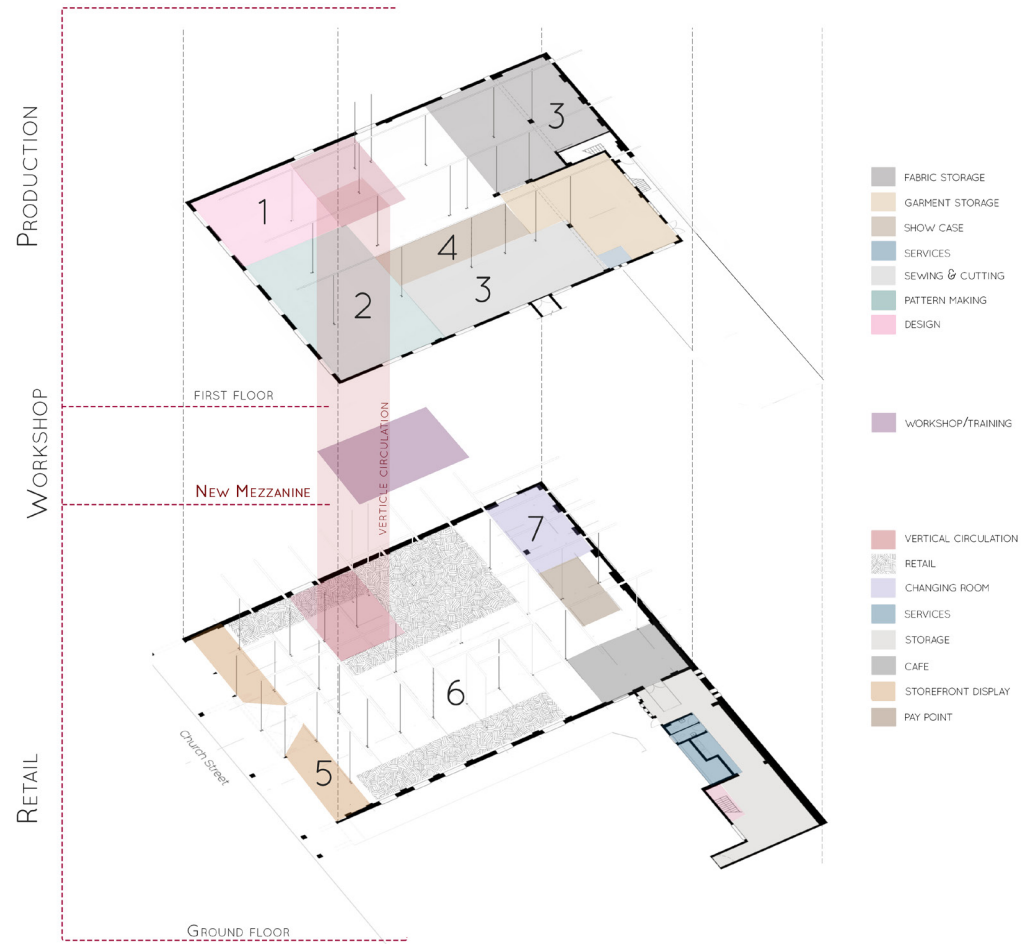 PRODUCTION
WORKSHOP
RETAIL
1
2
3
4
3
FIRST FLOOR
NEW MEZZANINE
VERTICLE CIRCULATION
7
6
5
Church Street
GROUND FLOOR
FABRIC STORAGE
GARMENT STORAGE
SHOW CASE
SERVICES
SEWING & CUTTING
PATTERN MAKING
DESIGN
WORKSHOP/TRAINING
VERTICAL CIRCULATION
RETAIL
CHANGING ROOM
SERVICES
STORAGE
CAFE
STOREFRONT DISPLAY
PAY POINT